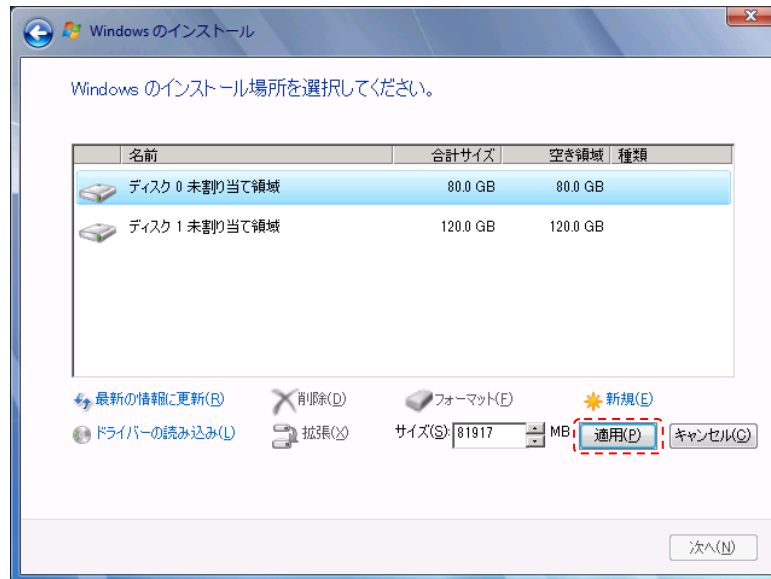 Windows のインストール
Windows のインストール場所を選択してください。
名前 合計サイズ 空き領域 種類
ディスク 0 未割り当て領域 80.0 GB 80.0 GB
ディスク 1 未割り当て領域 120.0 GB 120.0 GB
最新の情報に更新(R) 削除(D) フォーマット(F) 新規(E)
ドライバーの読み込み(L) 拡張(X) サイズ(S): 81917 MB 適用(P) キャンセル(C)
次へ(N)